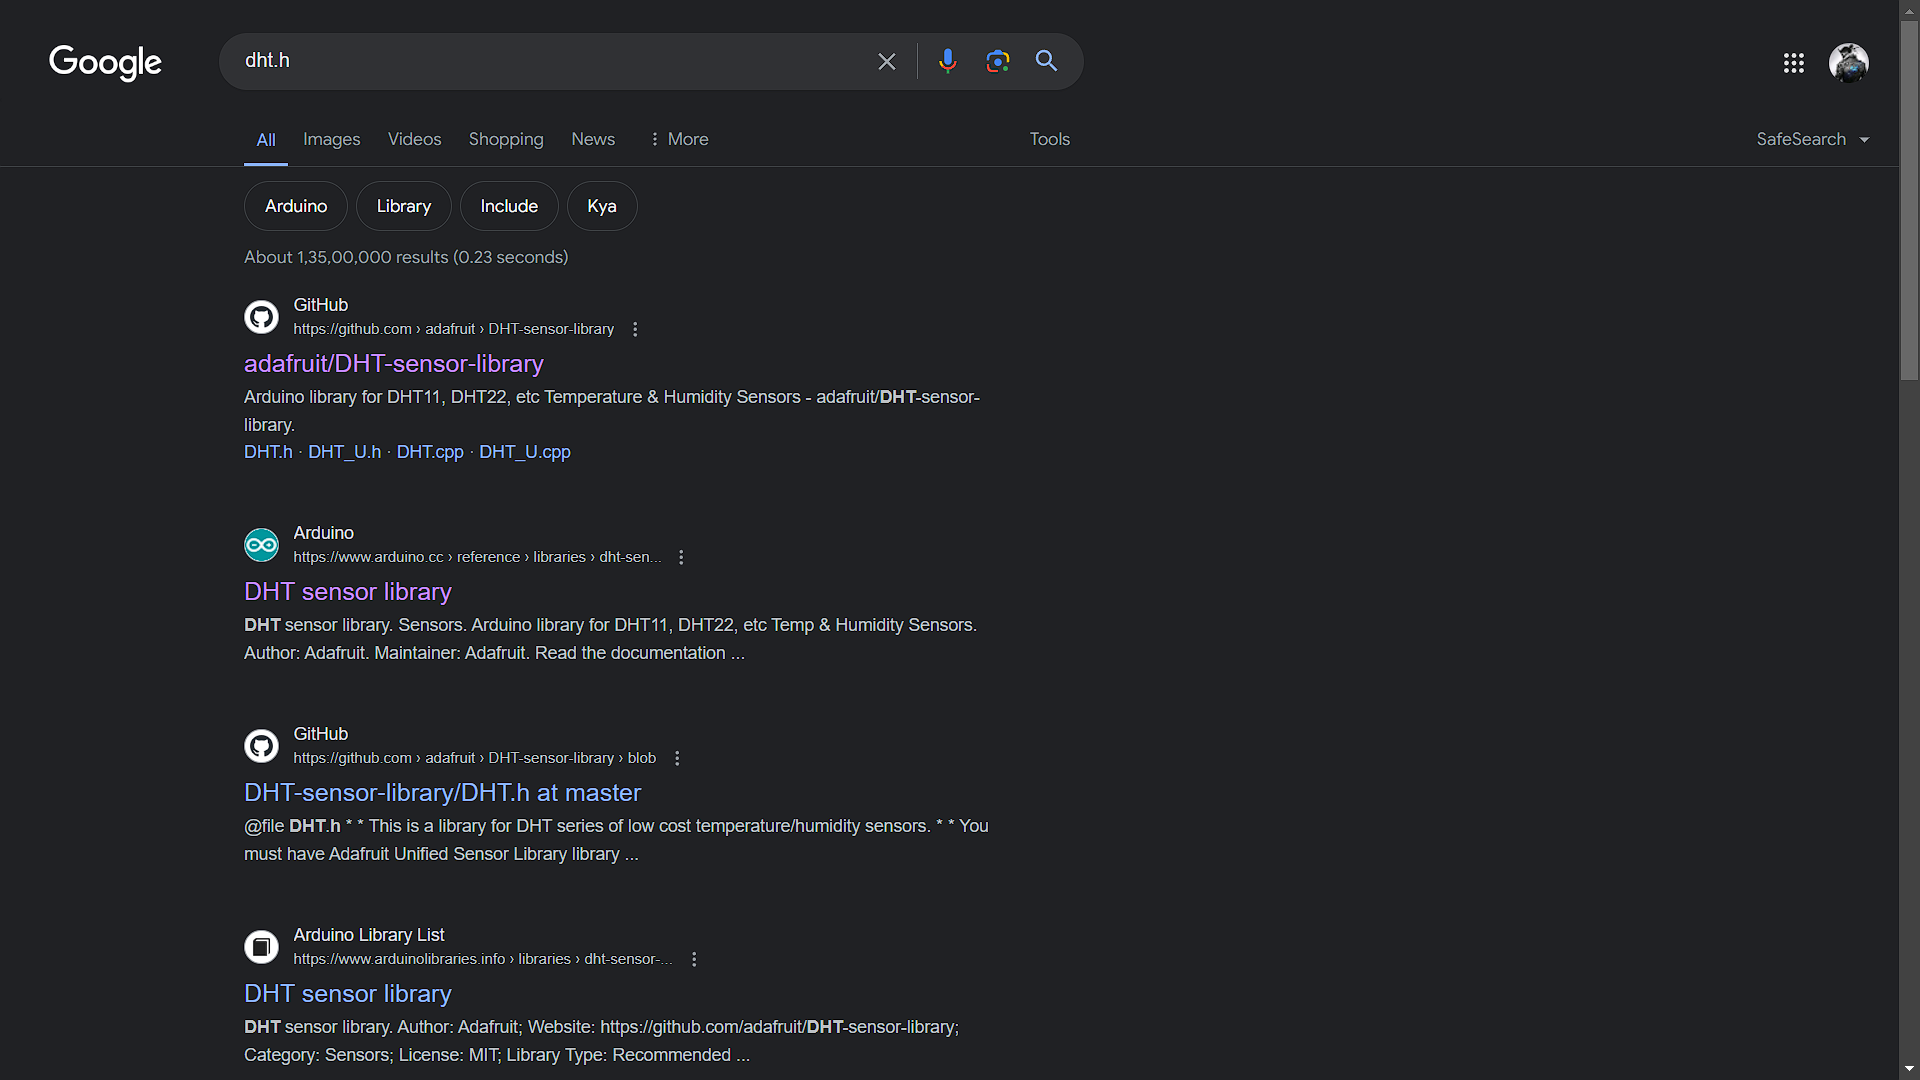 Google
dht.h
All Images Videos Shopping News More Tools SafeSearch
Arduino Library Include Kya
About 1,35,00,000 results (0.23 seconds)
GitHub
https://github.com › adafruit › DHT-sensor-library
adafruit/DHT-sensor-library
Arduino library for DHT11, DHT22, etc Temperature & Humidity Sensors - adafruit/DHT-sensor-
library.
DHT.h · DHT_U.h · DHT.cpp · DHT_U.cpp
Arduino
https://www.arduino.cc › reference › libraries › dht-sen...
DHT sensor library
DHT sensor library. Sensors. Arduino library for DHT11, DHT22, etc Temp & Humidity Sensors.
Author: Adafruit. Maintainer: Adafruit. Read the documentation ...
GitHub
https://github.com › adafruit › DHT-sensor-library › blob
DHT-sensor-library/DHT.h at master
@file DHT.h * * This is a library for DHT series of low cost temperature/humidity sensors. * * You
must have Adafruit Unified Sensor Library library ...
Arduino Library List
https://www.arduinolibraries.info › libraries › dht-sensor-...
DHT sensor library
DHT sensor library. Author: Adafruit; Website: https://github.com/adafruit/DHT-sensor-library;
Category: Sensors; License: MIT; Library Type: Recommended ...